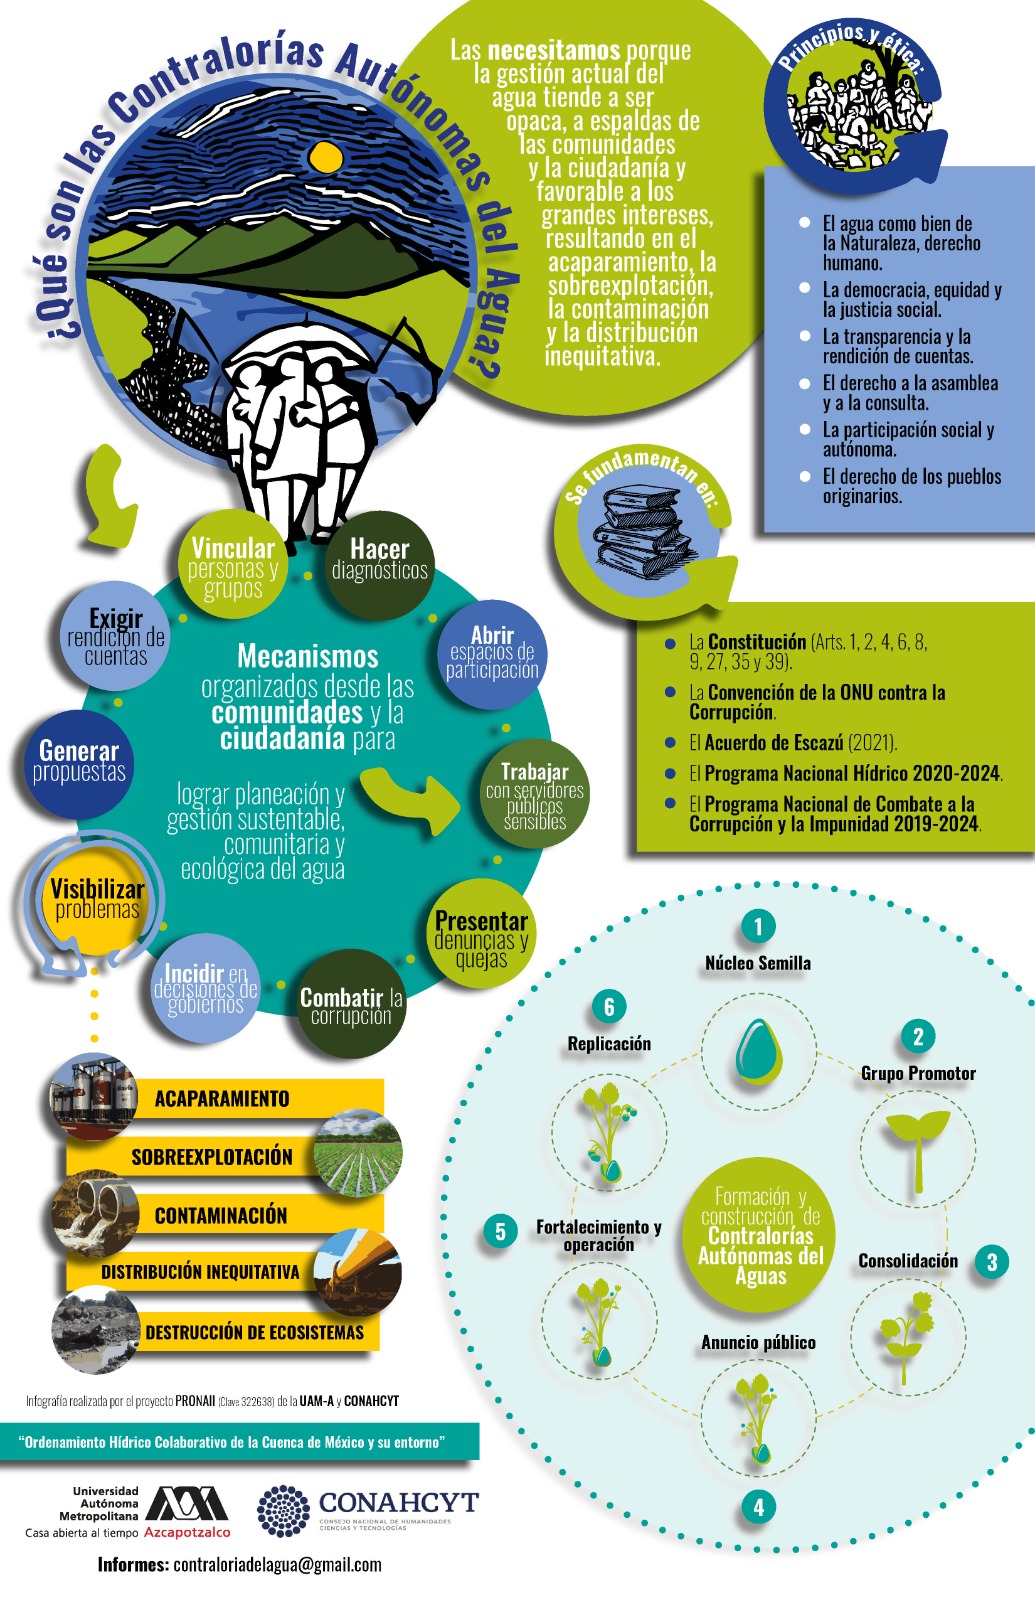 ¿Qué son las Contralorías Autónomas del Agua?
Las necesitamos porque
la gestión actual del
agua tiende a ser
opaca, a espaldas de
las comunidades
y la ciudadanía y
favorable a los
grandes intereses,
resultando en el
acaparamiento, la
sobreexplotación,
la contaminación
y la distribución
inequitativa.
Principios y ética:
El agua como bien de
la Naturaleza, derecho
humano.
La democracia, equidad y
la justicia social.
La transparencia y la
rendición de cuentas.
El derecho a la asamblea
y a la consulta.
La participación social y
autónoma.
El derecho de los pueblos
originarios.
Se fundamentan en:
La Constitución (Arts. 1, 2, 4, 6, 8,
9, 27, 35 y 39).
La Convención de la ONU contra la
Corrupción.
El Acuerdo de Escazú (2021).
El Programa Nacional Hídrico 2020-2024.
El Programa Nacional de Combate a la
Corrupción y la Impunidad 2019-2024.
Mecanismos
organizados desde las
comunidades y la
ciudadanía para
lograr planeación y
gestión sustentable,
comunitaria y
ecológica del agua
Vincular
personas y
grupos
Hacer
diagnósticos
Abrir
espacios de
participación
Trabajar
con servidores
públicos
sensibles
Presentar
denuncias y
quejas
Combatir la
corrupción
Incidir en
decisiones de
gobiernos
Visibilizar
problemas
Generar
propuestas
Exigir
rendición de
cuentas
ACAPARAMIENTO
SOBREEXPLOTACIÓN
CONTAMINACIÓN
DISTRIBUCIÓN INEQUITATIVA
DESTRUCCIÓN DE ECOSISTEMAS
Formación y
construcción de
Contralorías
Autónomas del
Aguas
1
Núcleo Semilla
2
Grupo Promotor
3
Consolidación
Anuncio público
4
5
Fortalecimiento y
operación
6
Replicación
Infografía realizada por el proyecto PRONAII (Clave 322638) de la UAM-A y CONAHCYT
“Ordenamiento Hídrico Colaborativo de la Cuenca de México y su entorno”
Universidad
Autónoma
Metropolitana
Casa abierta al tiempo Azcapotzalco
CONAHCYT
CONSEJO NACIONAL DE HUMANIDADES
CIENCIAS Y TECNOLOGÍAS
Informes: contraloriadelagua@gmail.com